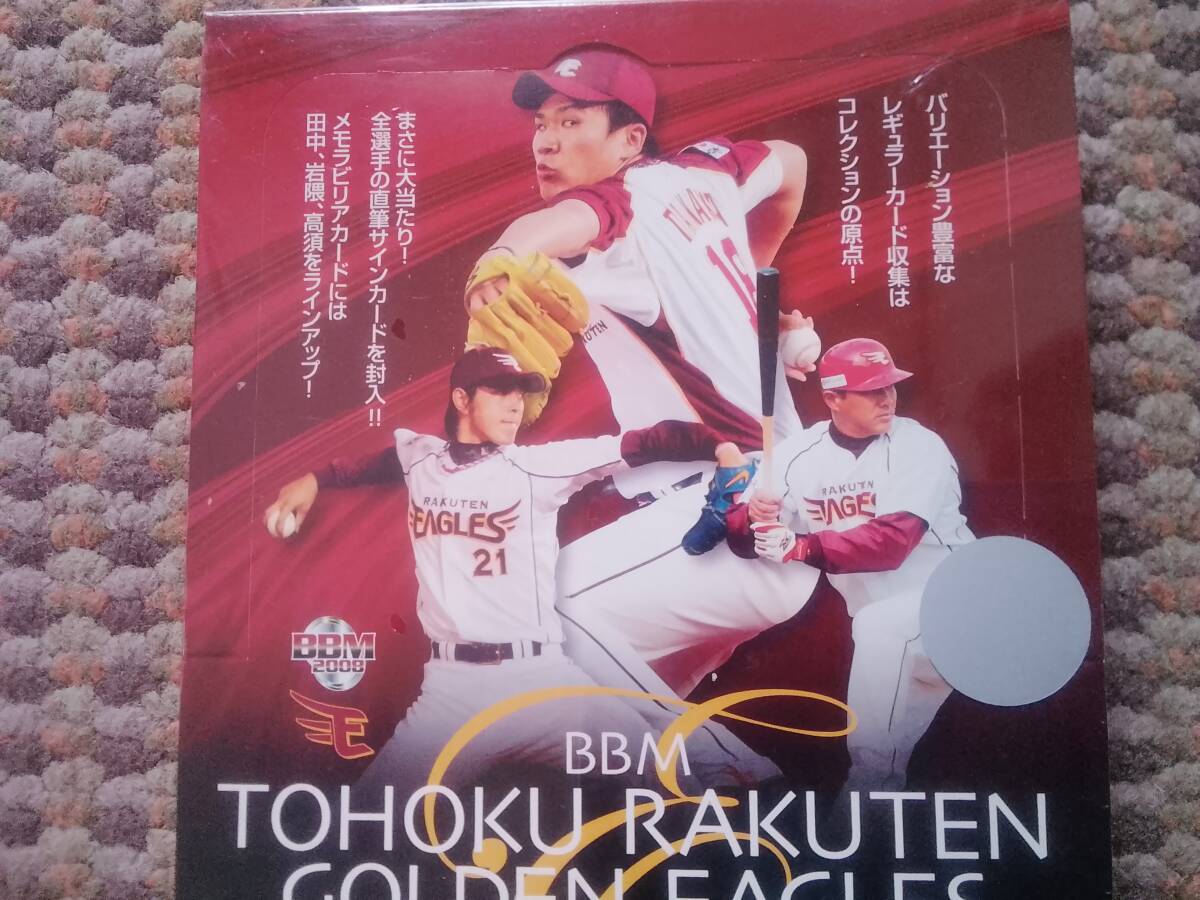 バリエーション豊富な
レギュラーカード収集は
コレクションの原点！
まさに大当たり！
全選手の直筆サインカードを封入!!
メモラビリアカードには
田中、岩隈、高須をラインアップ！
TANAKA
RAKUTEN
EAGLES
21
RAKUTEN
EAGLES
BBM
2008
E
BBM
TOHOKU RAKUTEN
GOLDEN EAGLES